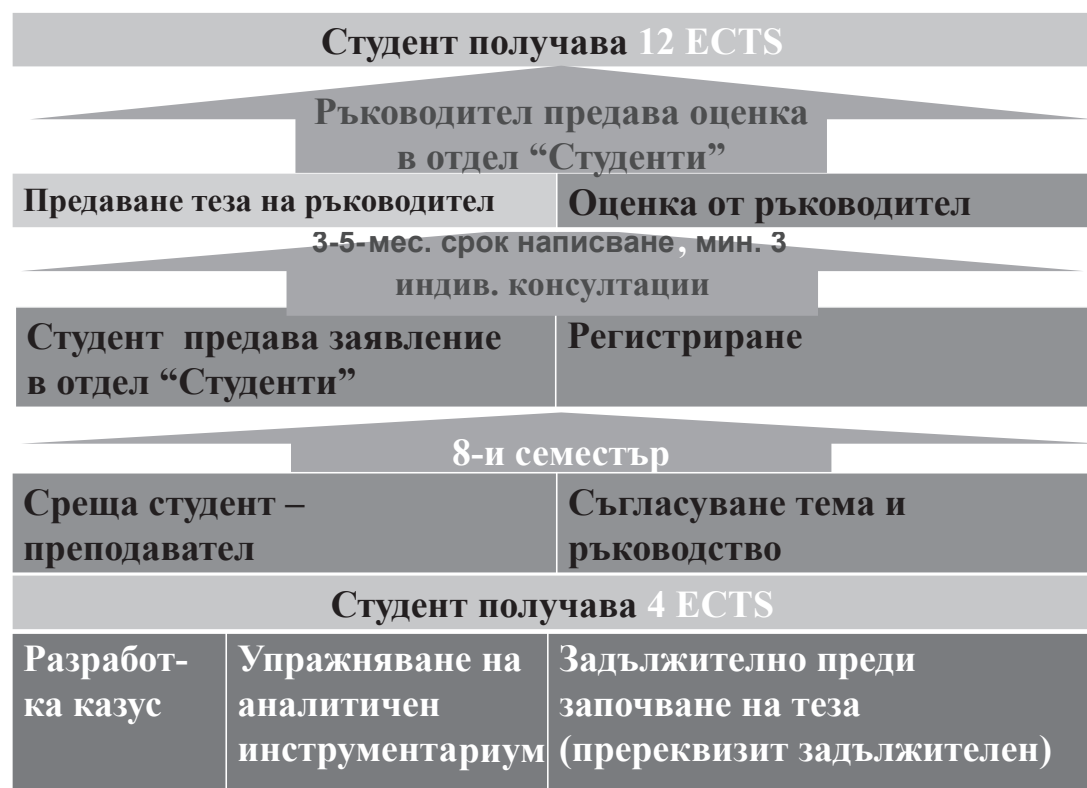 Студент получава 12 ECTS
Ръководител предава оценка
в отдел “Студенти”
Предаване теза на ръководител
Оценка от ръководител
3-5-мес. срок написване, мин. 3
индив. консултации
Студент предава заявление
в отдел “Студенти”
Регистриране
8-и семестър
Среща студент –
преподавател
Съгласуване тема и
ръководство
Студент получава 4 ECTS
Разработ-
ка казус
Упражняване на
аналитичен
инструментариум
Задължително преди
започване на теза
(пререквизит задължителен)